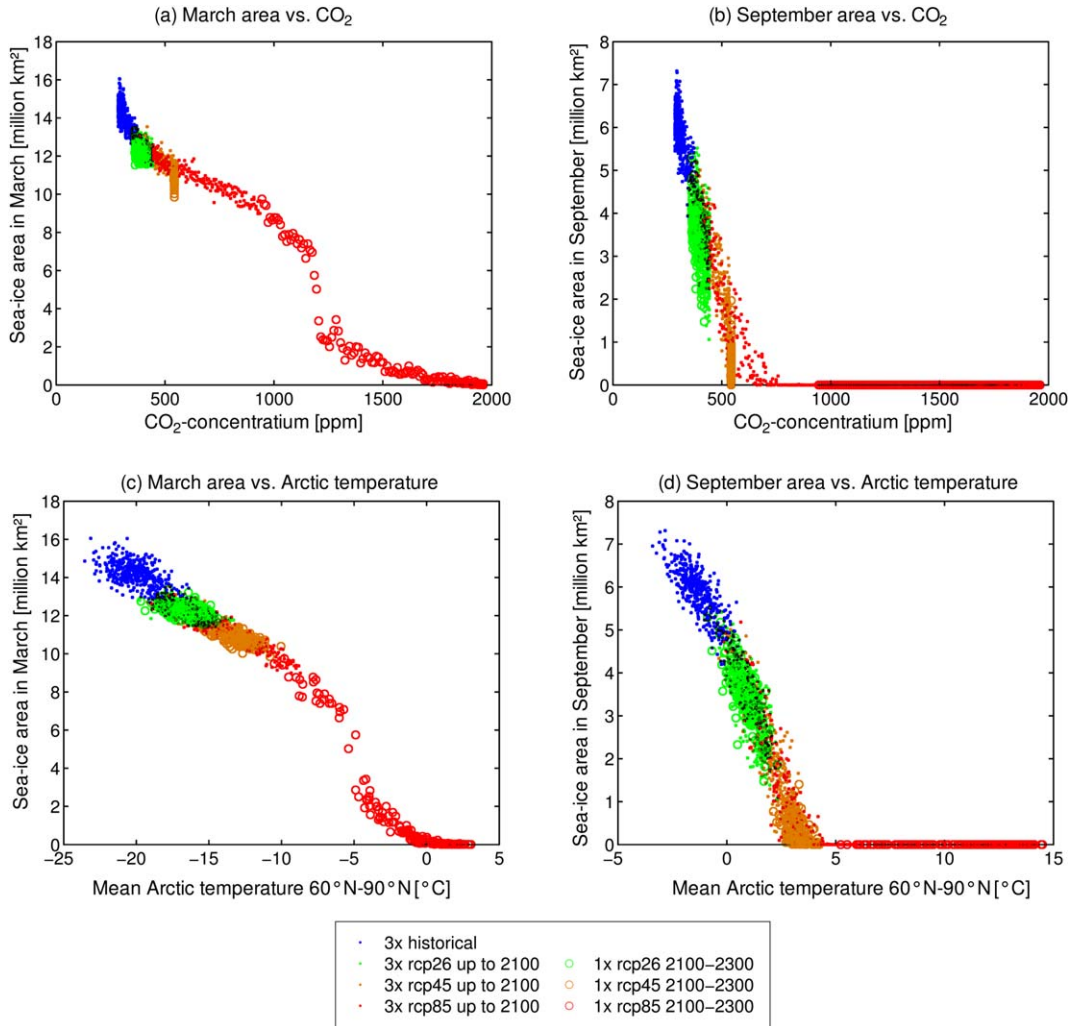 (a) March area vs. CO₂
Sea-ice area in March [million km²]
18
16
14
12
10
8
6
4
2
0
0 500 1000 1500 2000
CO₂-concentratium [ppm]
(b) September area vs. CO₂
Sea-ice area in September [million km²]
8
7
6
5
4
3
2
1
0
0 500 1000 1500 2000
CO₂-concentratium [ppm]
(c) March area vs. Arctic temperature
Sea-ice area in March [million km²]
18
16
14
12
10
8
6
4
2
0
−25 −20 −15 −10 −5 0 5
Mean Arctic temperature 60°N-90°N [°C]
(d) September area vs. Arctic temperature
Sea-ice area in September [million km²]
8
7
6
5
4
3
2
1
0
−5 0 5 10 15
Mean Arctic temperature 60°N-90°N [°C]
3x historical
3x rcp26 up to 2100
3x rcp45 up to 2100
3x rcp85 up to 2100
1x rcp26 2100−2300
1x rcp45 2100−2300
1x rcp85 2100−2300